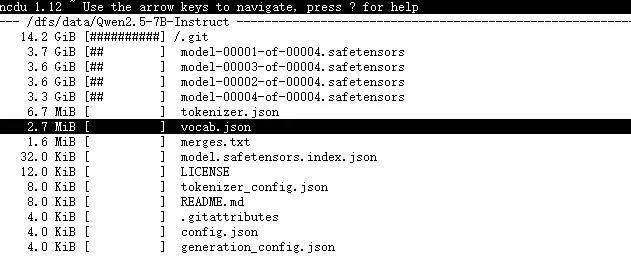 ncdu 1.12 ~ Use the arrow keys to navigate, press ? for help
--- /dfs/data/Qwen2.5-7B-Instruct ---
14.2 GiB [##########] /.git
3.7 GiB [##        ]  model-00001-of-00004.safetensors
3.6 GiB [##        ]  model-00003-of-00004.safetensors
3.6 GiB [##        ]  model-00002-of-00004.safetensors
3.3 GiB [##        ]  model-00004-of-00004.safetensors
6.7 MiB [          ]  tokenizer.json
2.7 MiB [          ]  vocab.json
1.6 MiB [          ]  merges.txt
32.0 KiB [          ]  model.safetensors.index.json
12.0 KiB [          ]  LICENSE
8.0 KiB [          ]  tokenizer_config.json
8.0 KiB [          ]  README.md
4.0 KiB [          ]  .gitattributes
4.0 KiB [          ]  config.json
4.0 KiB [          ]  generation_config.json